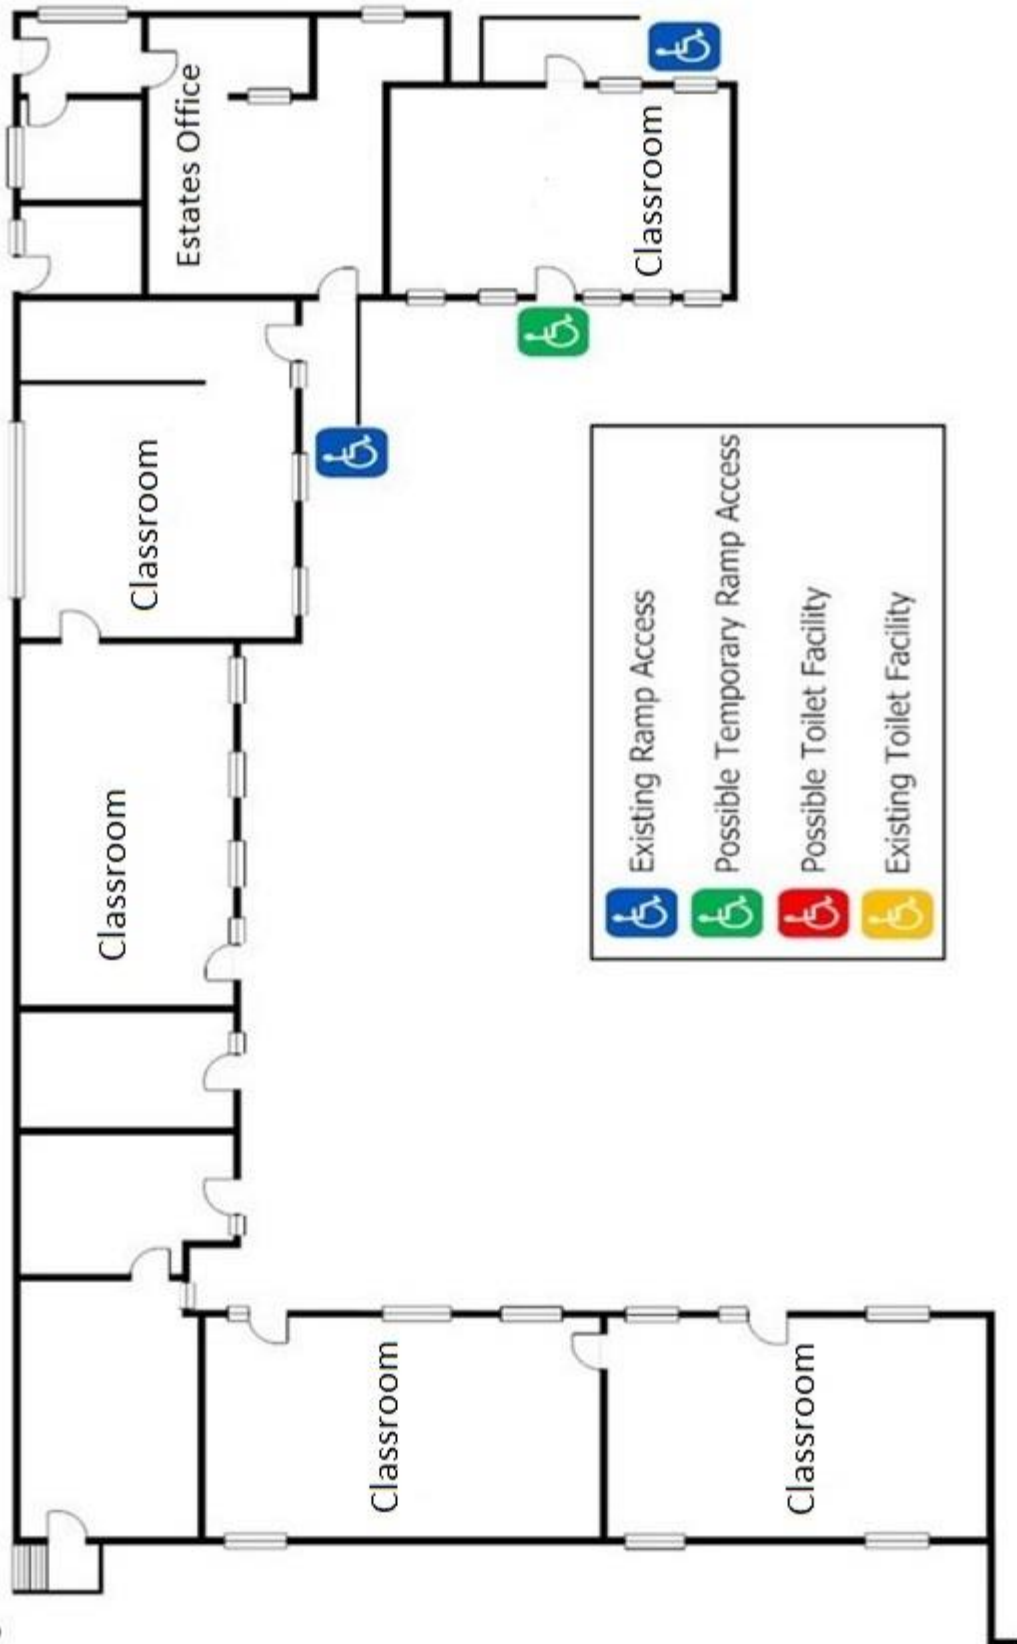 Estates Office
Classroom
Classroom
Classroom
Classroom
Classroom
Existing Ramp Access
Possible Temporary Ramp Access
Possible Toilet Facility
Existing Toilet Facility